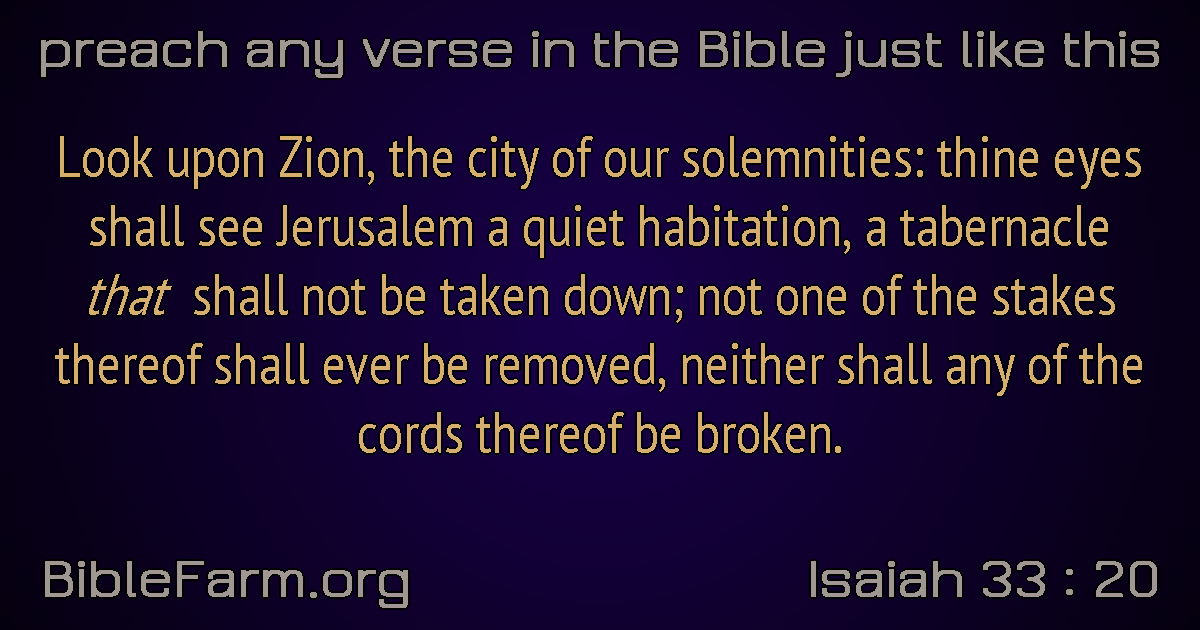 preach any verse in the Bible just like this
Look upon Zion, the city of our solemnities: thine eyes
shall see Jerusalem a quiet habitation, a tabernacle
that shall not be taken down; not one of the stakes
thereof shall ever be removed, neither shall any of the
cords thereof be broken.
BibleFarm.org
Isaiah 33 : 20